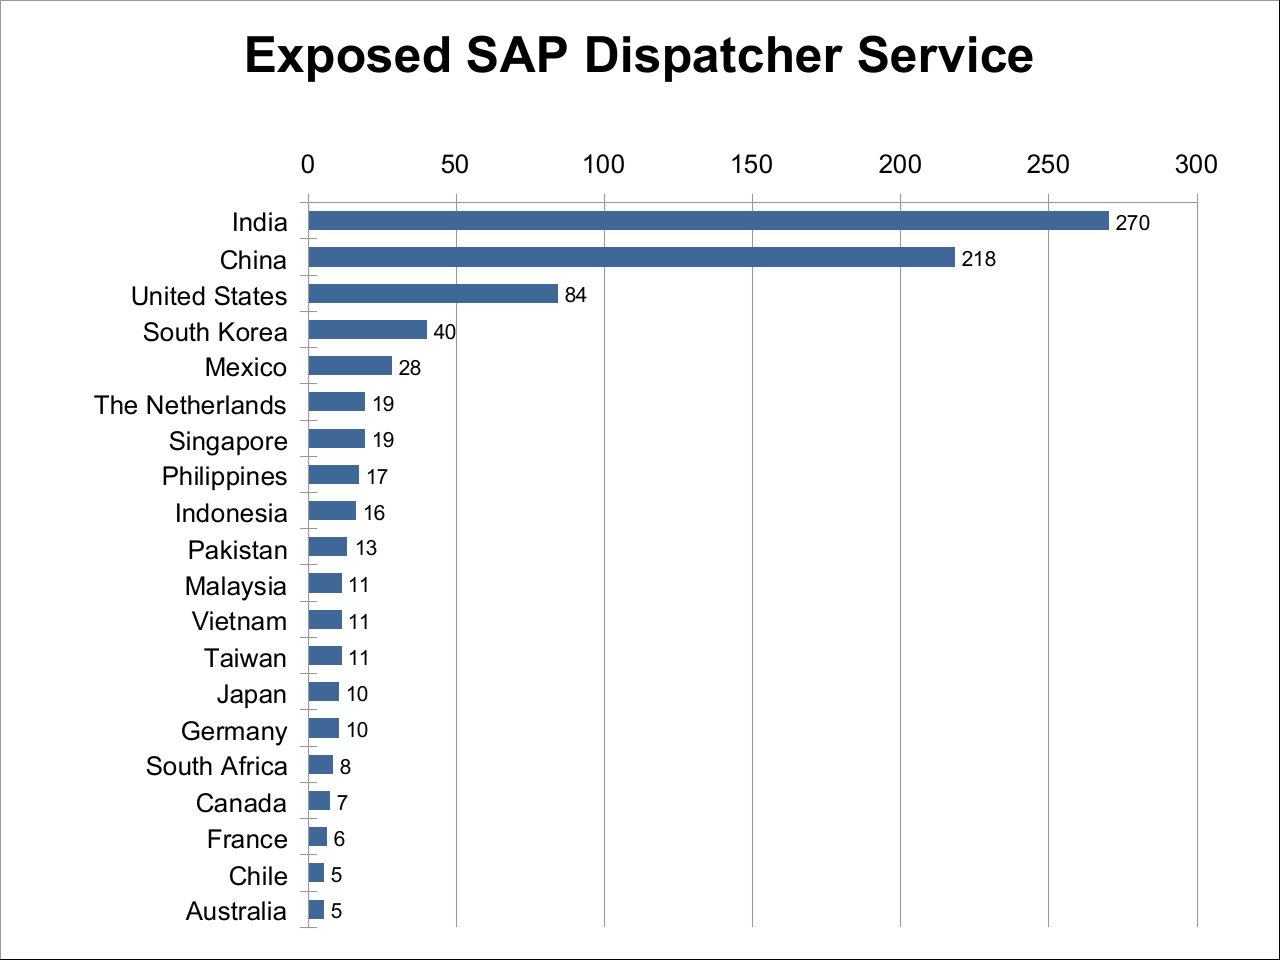 Exposed SAP Dispatcher Service
0 50 100 150 200 250 300
India 270
China 218
United States 84
South Korea 40
Mexico 28
The Netherlands 19
Singapore 19
Philippines 17
Indonesia 16
Pakistan 13
Malaysia 11
Vietnam 11
Taiwan 11
Japan 10
Germany 10
South Africa 8
Canada 7
France 6
Chile 5
Australia 5